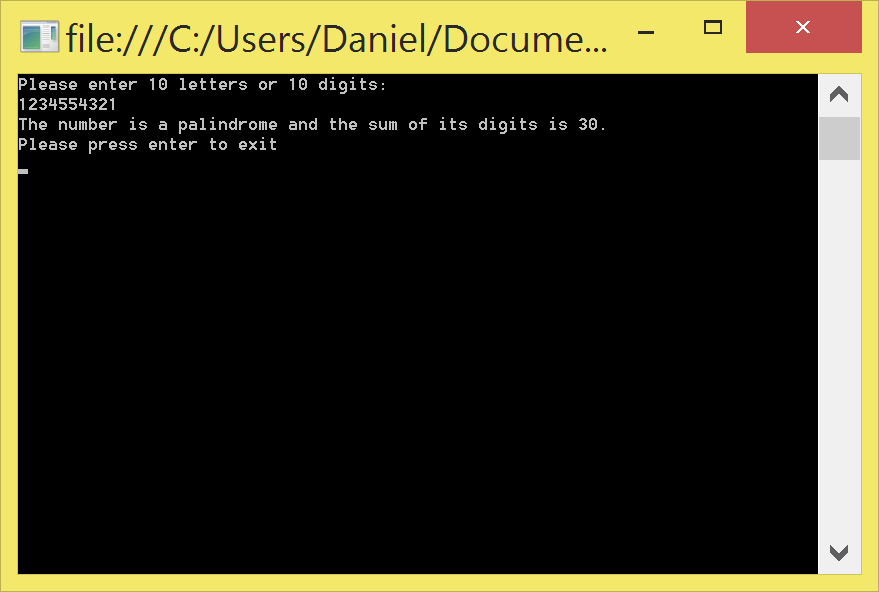 file:///C:/Users/Daniel/Docume...
Please enter 10 letters or 10 digits:
1234554321
The number is a palindrome and the sum of its digits is 30.
Please press enter to exit